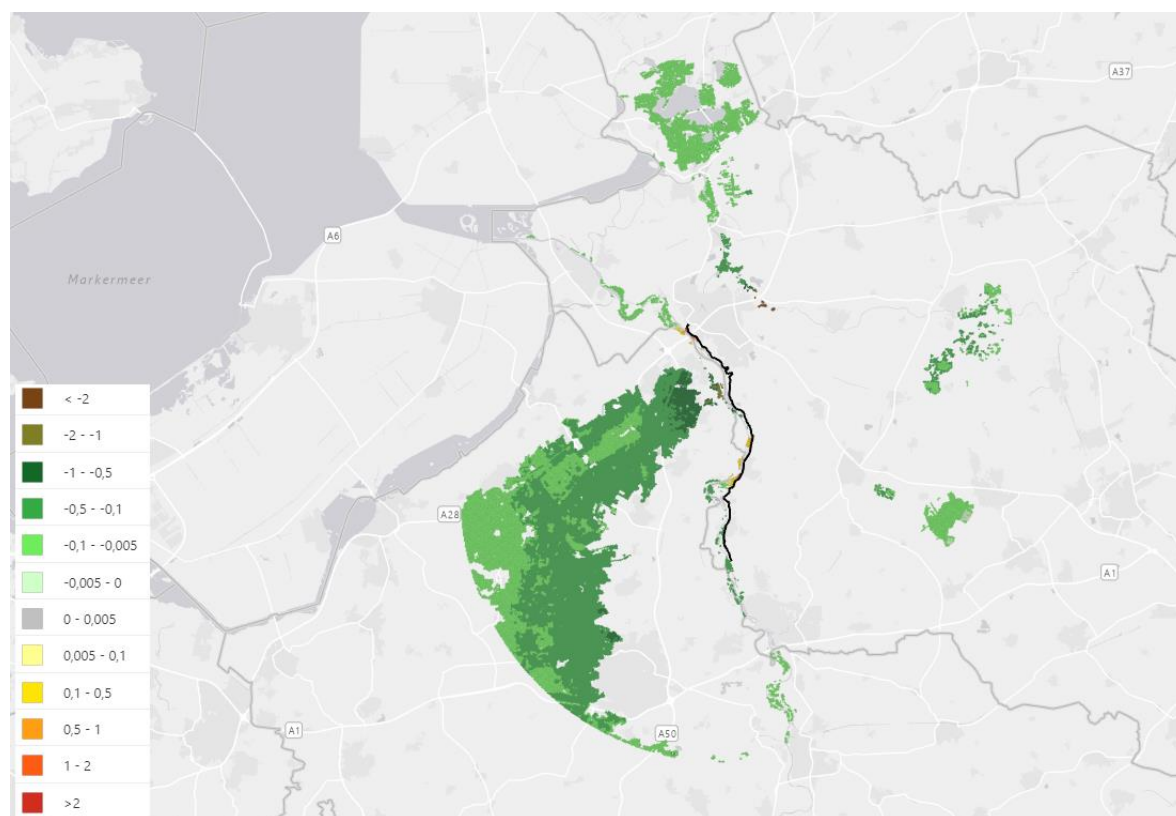 A37
A6
Markermeer
< -2
-2 - -1
-1 - -0,5
-0,5 - -0,1
-0,1 - -0,005
-0,005 - 0
0 - 0,005
0,005 - 0,1
0,1 - 0,5
0,5 - 1
1 - 2
>2
A28
A1
A1
A50